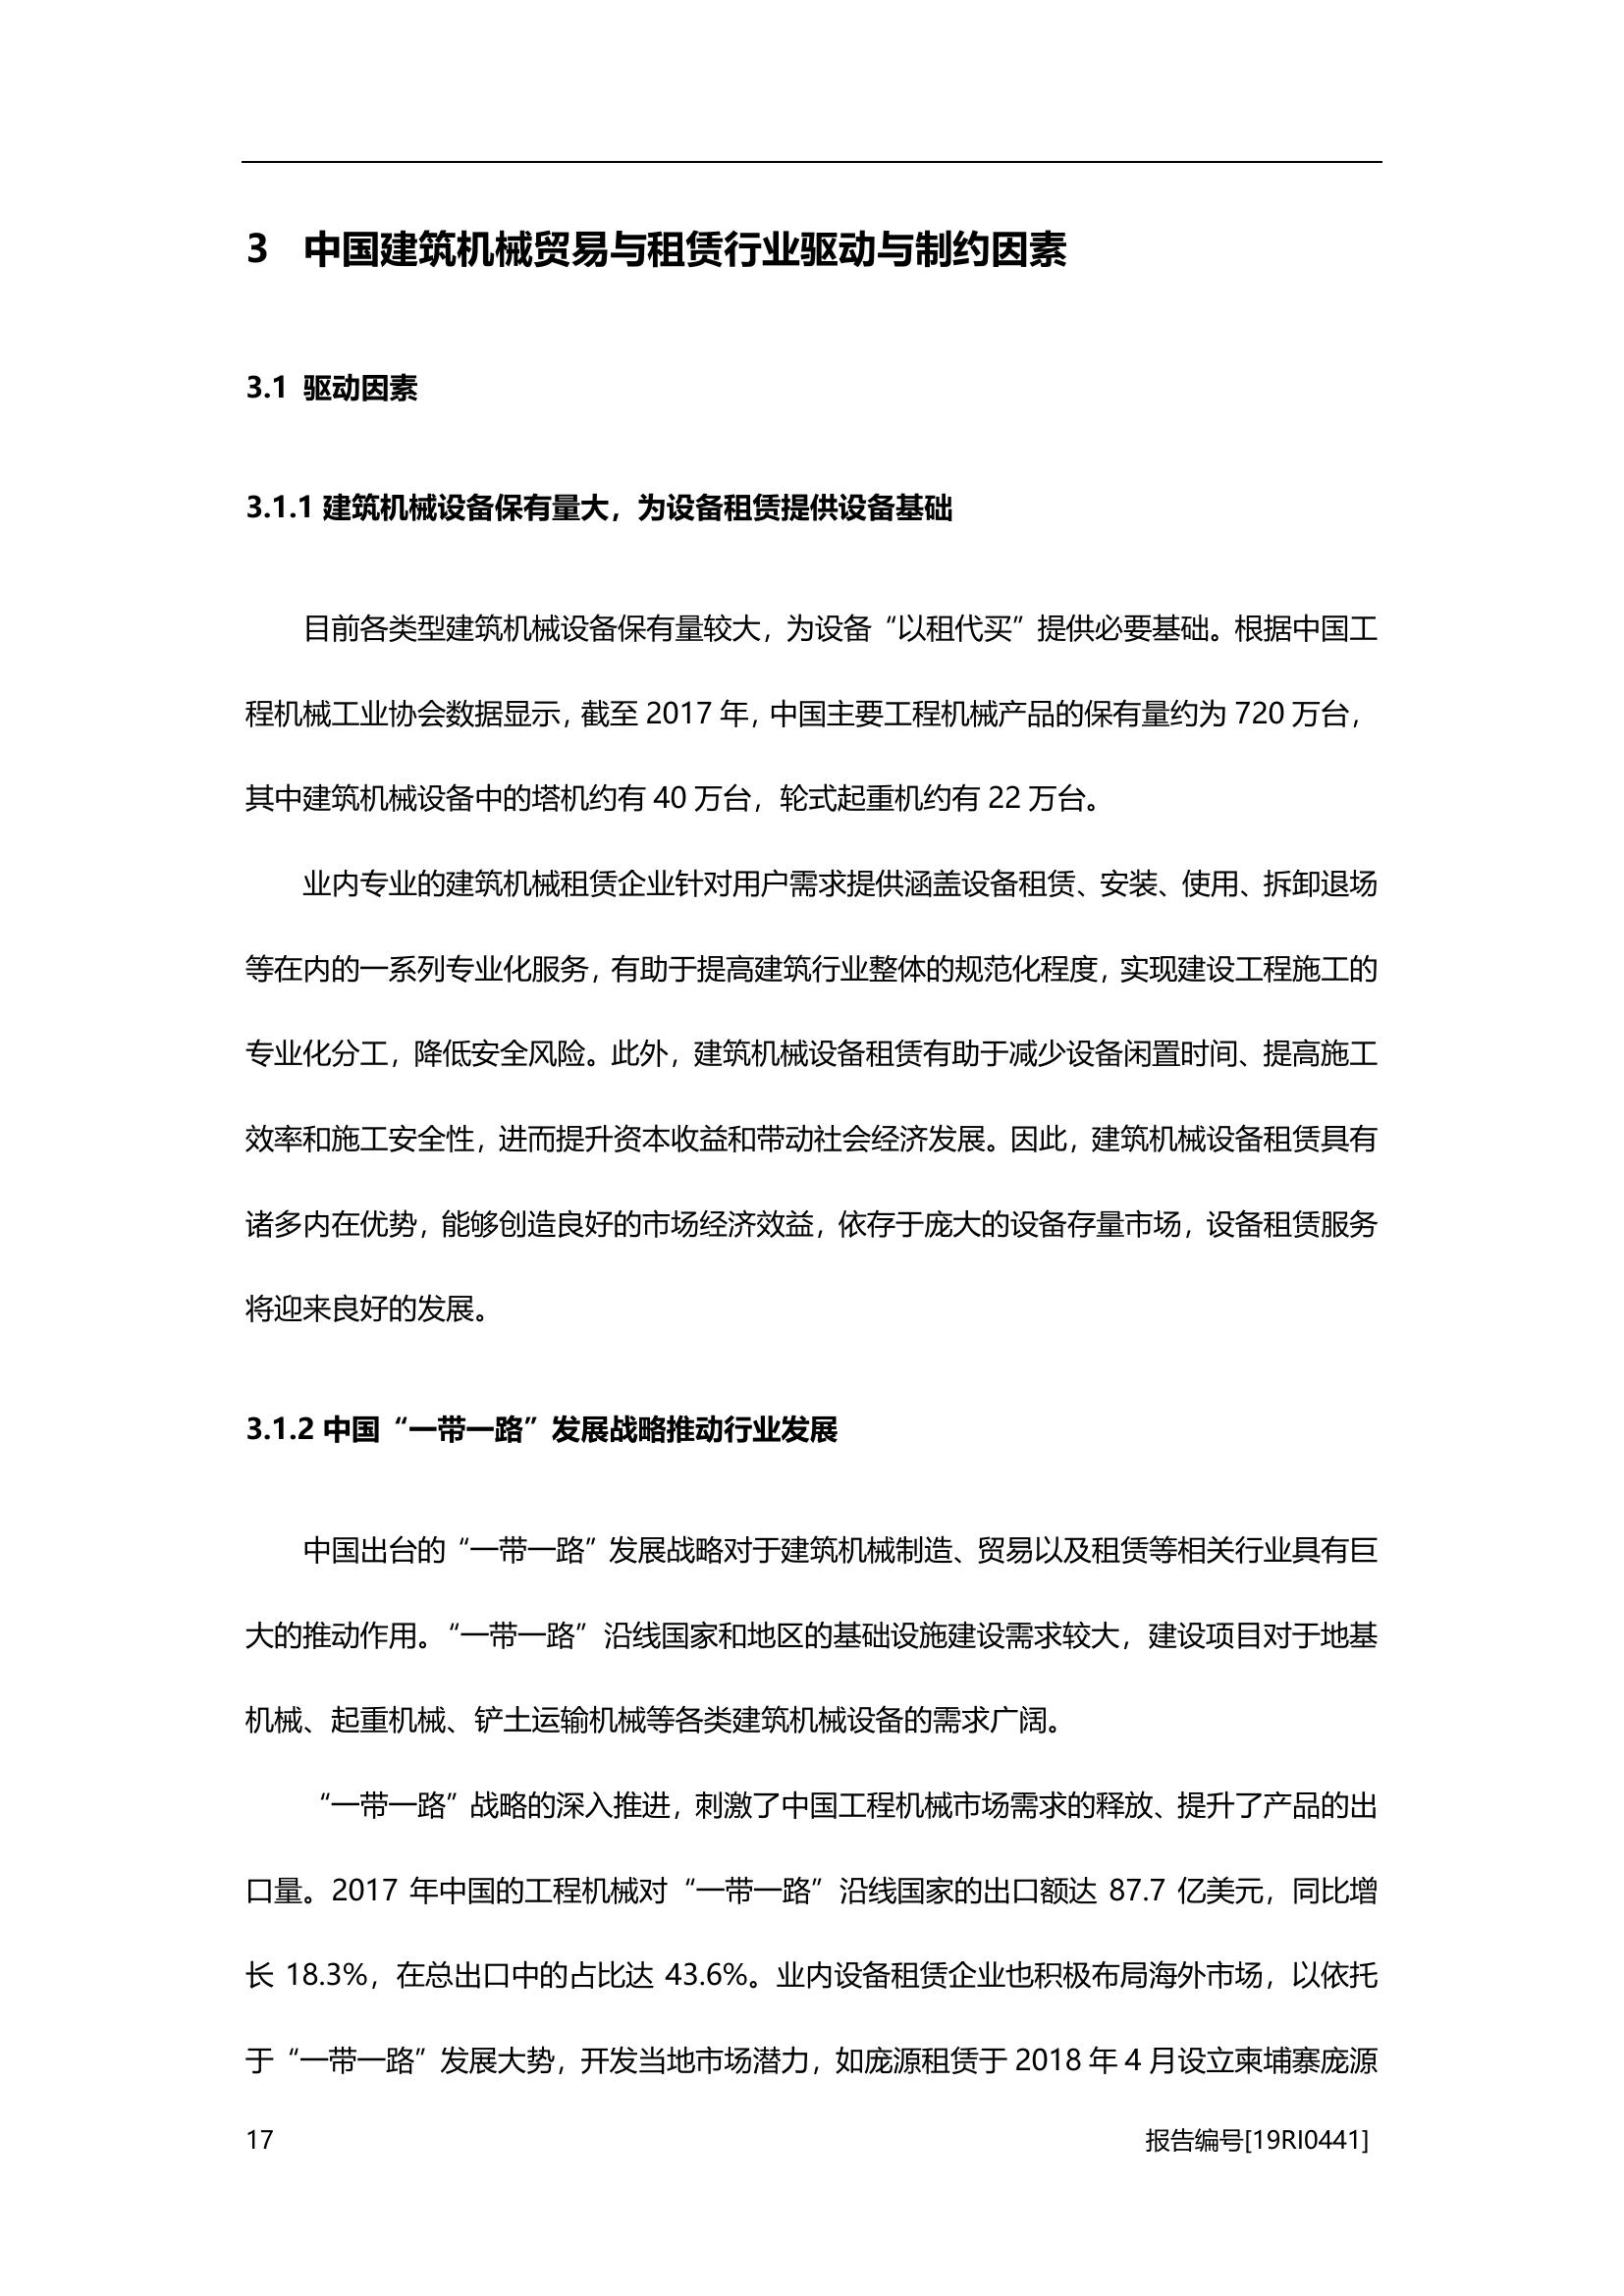 3 中国建筑机械贸易与租赁行业驱动与制约因素
3.1 驱动因素
3.1.1 建筑机械设备保有量大，为设备租赁提供设备基础
目前各类型建筑机械设备保有量较大，为设备“以租代买”提供必要基础。根据中国工
程机械工业协会数据显示，截至 2017 年，中国主要工程机械产品的保有量约为 720 万台，
其中建筑机械设备中的塔机约有 40 万台，轮式起重机约有 22 万台。
业内专业的建筑机械租赁企业针对用户需求提供涵盖设备租赁、安装、使用、拆卸退场
等在内的一系列专业化服务，有助于提高建筑行业整体的规范化程度，实现建设工程施工的
专业化分工，降低安全风险。此外，建筑机械设备租赁有助于减少设备闲置时间、提高施工
效率和施工安全性，进而提升资本收益和带动社会经济发展。因此，建筑机械设备租赁具有
诸多内在优势，能够创造良好的市场经济效益，依存于庞大的设备存量市场，设备租赁服务
将迎来良好的发展。
3.1.2 中国“一带一路”发展战略推动行业发展
中国出台的“一带一路”发展战略对于建筑机械制造、贸易以及租赁等相关行业具有巨
大的推动作用。“一带一路”沿线国家和地区的基础设施建设需求较大，建设项目对于地基
机械、起重机械、铲土运输机械等各类建筑机械设备的需求广阔。
“一带一路”战略的深入推进，刺激了中国工程机械市场需求的释放、提升了产品的出
口量。2017 年中国的工程机械对“一带一路”沿线国家的出口额达 87.7 亿美元，同比增
长 18.3%，在总出口中的占比达 43.6%。业内设备租赁企业也积极布局海外市场，以依托
于“一带一路”发展大势，开发当地市场潜力，如庞源租赁于 2018 年 4 月设立柬埔寨庞源
17 报告编号[19RI0441]